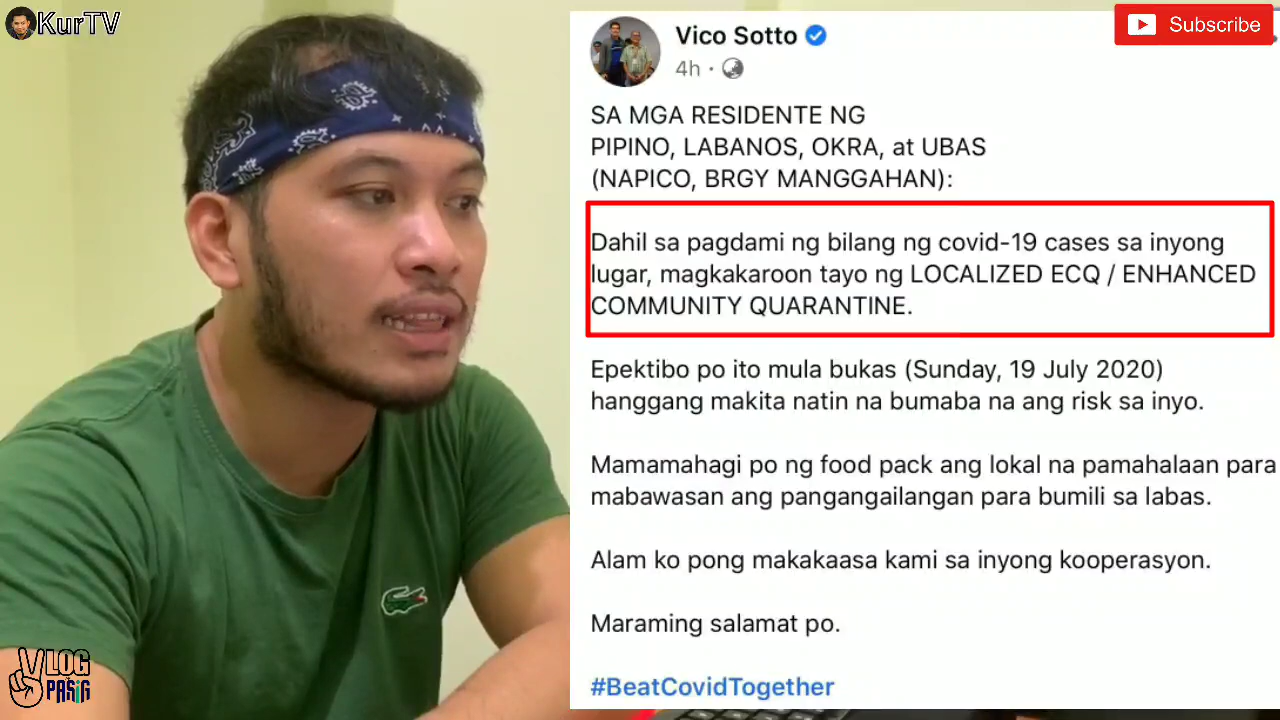 KurTV
Subscribe
Vico Sotto
4h ·
SA MGA RESIDENTE NG
PIPINO, LABANOS, OKRA, at UBAS
(NAPICO, BRGY MANGGAHAN):
Dahil sa pagdami ng bilang ng covid-19 cases sa inyong
lugar, magkakaroon tayo ng LOCALIZED ECQ / ENHANCED
COMMUNITY QUARANTINE.
Epektibo po ito mula bukas (Sunday, 19 July 2020)
hanggang makita natin na bumaba na ang risk sa inyo.
Mamamahagi po ng food pack ang lokal na pamahalaan para
mabawasan ang pangangailangan para bumili sa labas.
Alam ko pong makakaasa kami sa inyong kooperasyon.
Maraming salamat po.
#BeatCovidTogether
VLOG
PASIG